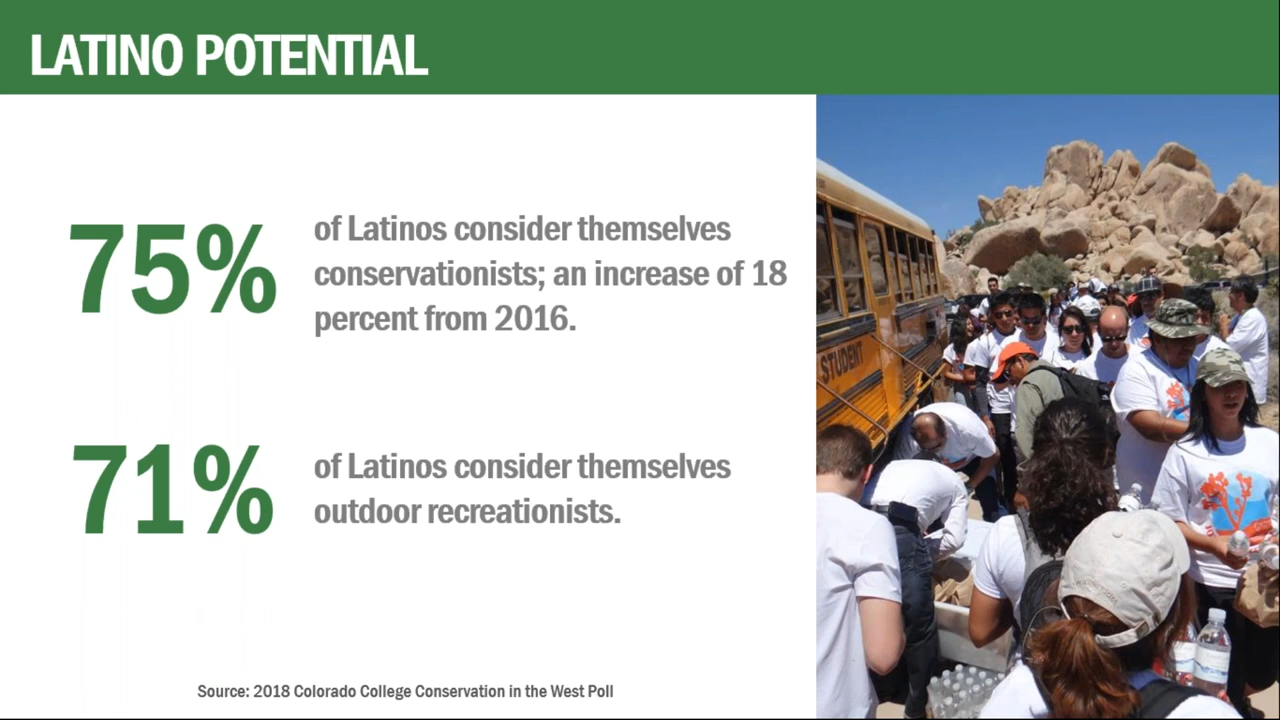 LATINO POTENTIAL
75%
of Latinos consider themselves
conservationists; an increase of 18
percent from 2016.
71%
of Latinos consider themselves
outdoor recreationists.
Source: 2018 Colorado College Conservation in the West Poll
STUDENT